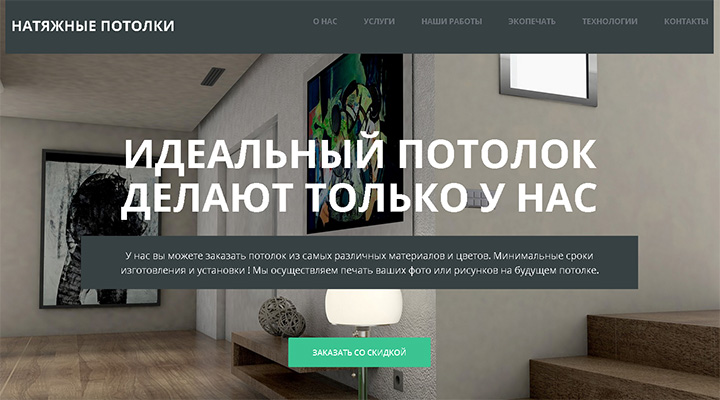 НАТЯЖНЫЕ ПОТОЛКИ
О НАС УСЛУГИ НАШИ РАБОТЫ ЭКОПЕЧАТЬ ТЕХНОЛОГИИ КОНТАКТЫ
ИДЕАЛЬНЫЙ ПОТОЛОК
ДЕЛАЮТ ТОЛЬКО У НАС
У нас вы можете заказать потолок из самых различных материалов и цветов. Минимальные сроки
изготовления и установки ! Мы осуществляем печать ваших фото или рисунков на будущем потолке.
ЗАКАЗАТЬ СО СКИДКОЙ